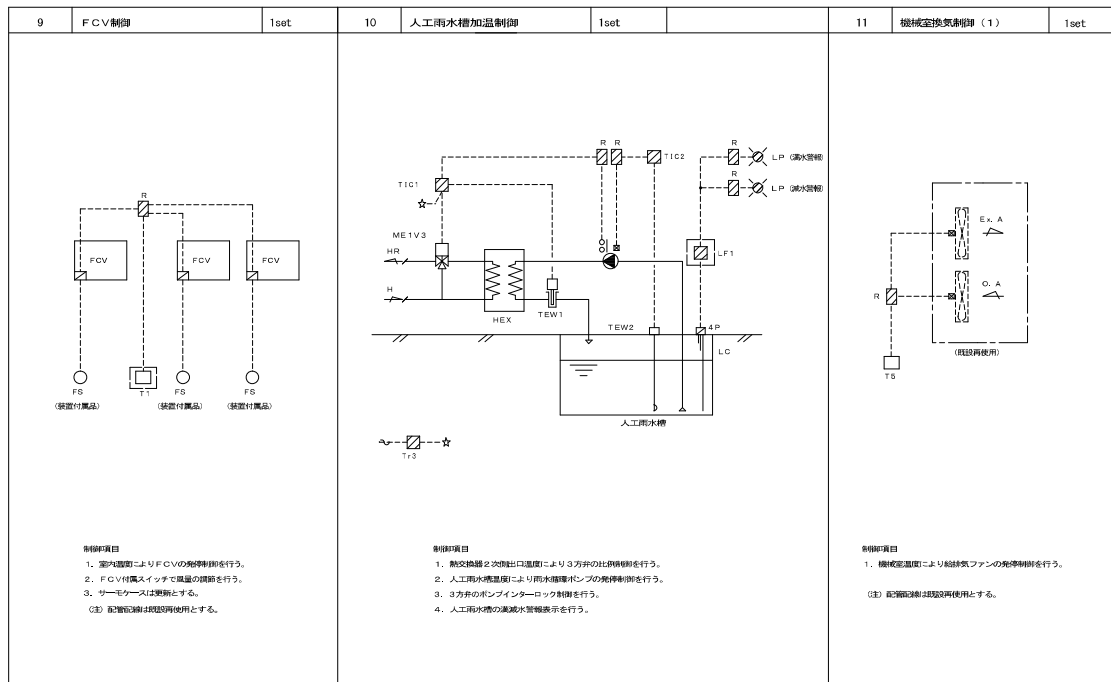 9 FCV制御 1set
R
FCV FCV FCV
FS T1 FS FS
(装置付属品) (装置付属品) (装置付属品)
制御項目
1. 室内温度によりFCVの発停制御を行う。
2. FCV付属スイッチで風量の調節を行う。
3. サーモケースは更新とする。
(注) 配管配線は既設再使用とする。
10 人工雨水槽加温制御 1set
R R
TIC2
R
LP (満水警報)
TIC1
R
LP (減水警報)
ME1V3
HR
LF1
H
HEX
TEW1
TEW2
4P
LC
人工雨水槽
Tr3
制御項目
1. 熱交換器2次側出口温度により3方弁の比例制御を行う。
2. 人工雨水槽温度により雨水循環ポンプの発停制御を行う。
3. 3方弁のポンプインターロック制御を行う。
4. 人工雨水槽の満減水警報表示を行う。
11 機械室換気制御 (1) 1set
Ex. A
O. A
R
(既設再使用)
T5
制御項目
1. 機械室温度により給排気ファンの発停制御を行う。
(注) 配管配線は既設再使用とする。